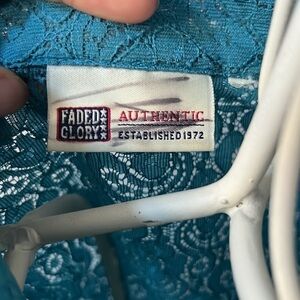 FADED
GLORY
AUTHENTIC
ESTABLISHED 1972